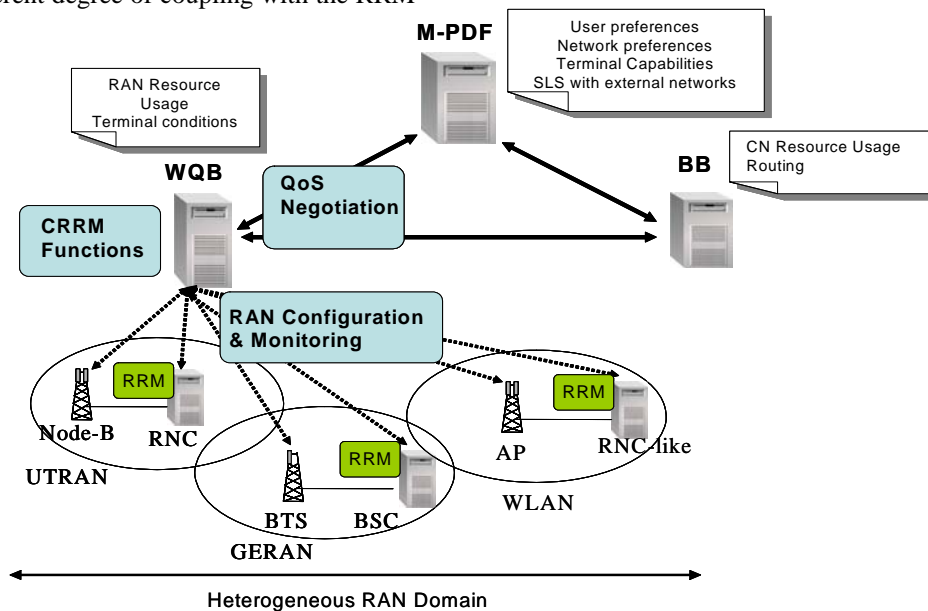 erent degree of coupling with the RRM
M-PDF
User preferences
Network preferences
Terminal Capabilities
SLS with external networks
RAN Resource
Usage
Terminal conditions
WQB
QoS
Negotiation
BB
CN Resource Usage
Routing
CRRM
Functions
RAN Configuration
& Monitoring
RRM
Node-B
RNC
UTRAN
RRM
BTS
BSC
GERAN
RRM
AP
RNC-like
WLAN
Heterogeneous RAN Domain